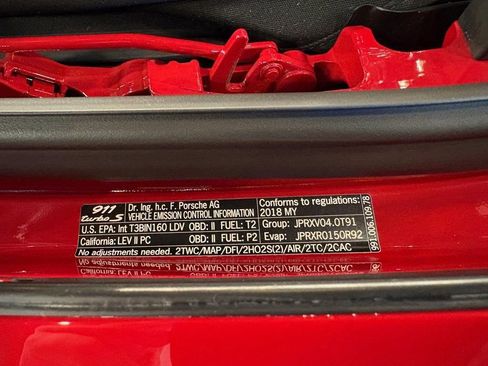 911 turbo S
Dr. Ing. h.c. F. Porsche AG
VEHICLE EMISSION CONTROL INFORMATION
Conforms to regulations:
2018 MY
U.S. EPA: Int T3BIN160 LDV OBD: II FUEL: T2
Group: JPRXV04.0T91
California: LEV II PC OBD: II FUEL: P2
Evap: JPRXR0150R92
No adjustments needed. 2TWC/MAP/DFI/2HO2S(2)/AIR/2TC/2CAC
991.006.109.78